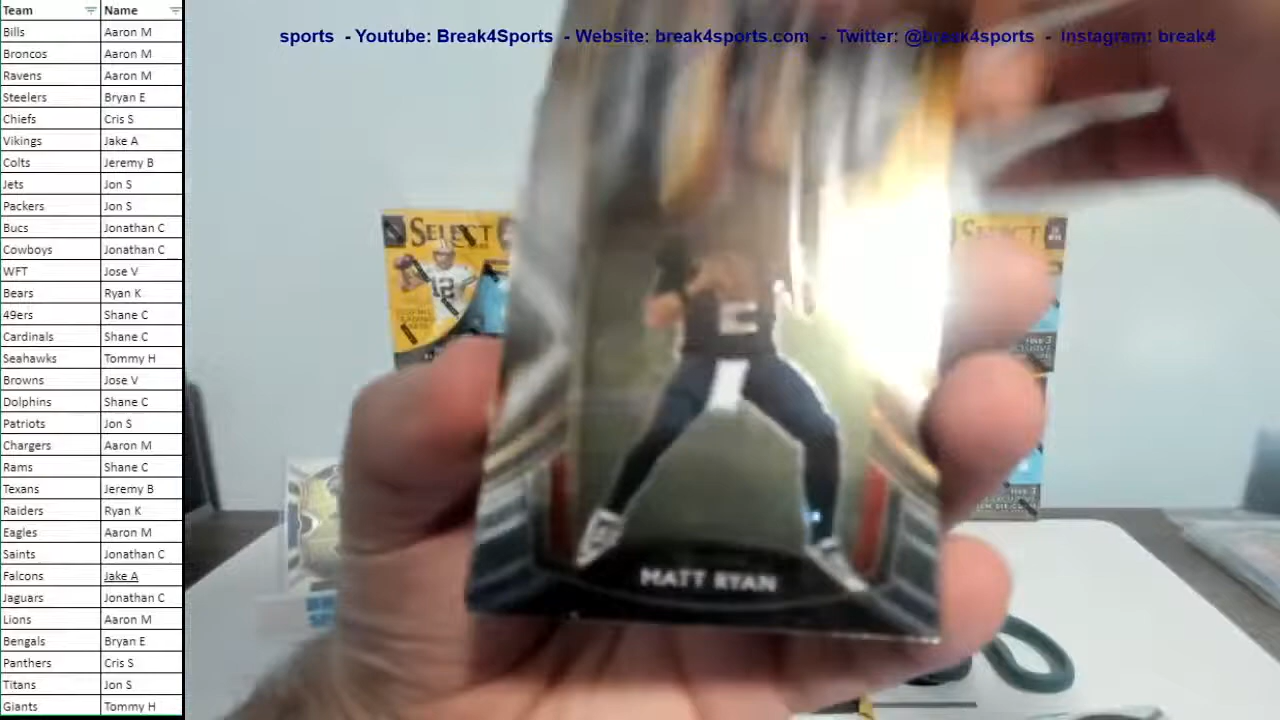 Team Name
Bills Aaron M
Broncos Aaron M
Ravens Aaron M
Steelers Bryan E
Chiefs Cris S
Vikings Jake A
Colts Jeremy B
Jets Jon S
Packers Jon S
Bucs Jonathan C
Cowboys Jonathan C
WFT Jose V
Bears Ryan K
49ers Shane C
Cardinals Shane C
Seahawks Tommy H
Browns Jose V
Dolphins Shane C
Patriots Jon S
Chargers Aaron M
Rams Shane C
Texans Jeremy B
Raiders Ryan K
Eagles Aaron M
Saints Jonathan C
Falcons Jake A
Jaguars Jonathan C
Lions Aaron M
Bengals Bryan E
Panthers Cris S
Titans Jon S
Giants Tommy H
sports - Youtube: Break4Sports - Website: break4sports.com - Twitter: @break4sports - Instagram: break4
SELECT
12
SELECT
2
MATT RYAN